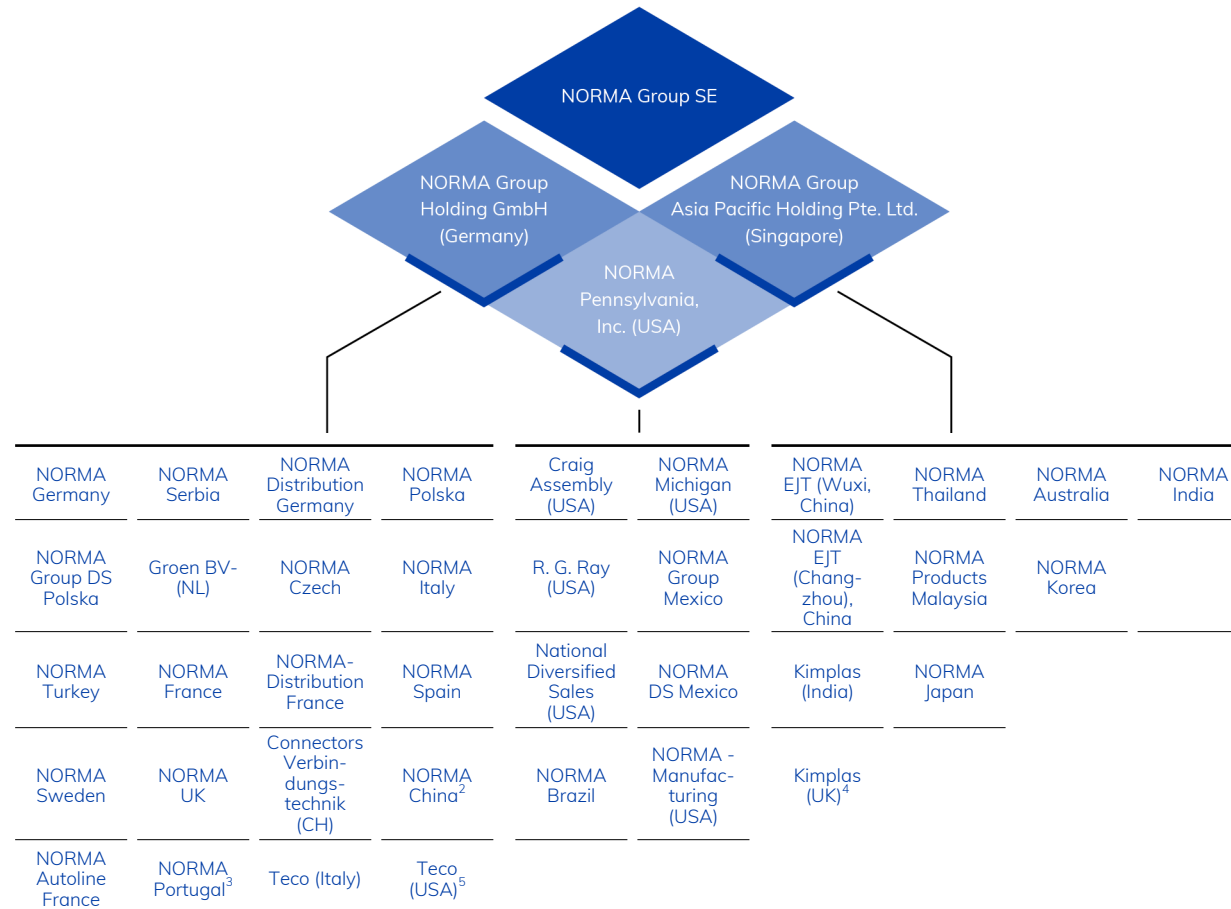 NORMA Group SE
NORMA Group
Holding GmbH
(Germany)
NORMA Group
Asia Pacific Holding Pte. Ltd.
(Singapore)
NORMA
Pennsylvania,
Inc. (USA)
NORMA
Germany
NORMA
Serbia
NORMA
Distribution
Germany
NORMA
Polska
Craig
Assembly
(USA)
NORMA
Michigan
(USA)
NORMA
EJT (Wuxi,
China)
NORMA
Thailand
NORMA
Australia
NORMA
India
NORMA
Group DS
Polska
Groen BV-
(NL)
NORMA
Czech
NORMA
Italy
R. G. Ray
(USA)
NORMA
Group
Mexico
NORMA
EJT
(Chang-
zhou),
China
NORMA
Products
Malaysia
NORMA
Korea
NORMA
Turkey
NORMA
France
NORMA-
Distribution
France
NORMA
Spain
National
Diversified
Sales
(USA)
NORMA
DS Mexico
Kimplas
(India)
NORMA
Japan
NORMA
Sweden
NORMA
UK
Connectors
Verbin-
dungs-
technik
(CH)
NORMA
China²
NORMA
Brazil
NORMA -
Manufac-
turing
(USA)
Kimplas
(UK)⁴
NORMA
Autoline
France
NORMA
Portugal³
Teco (Italy)
Teco
(USA)⁵